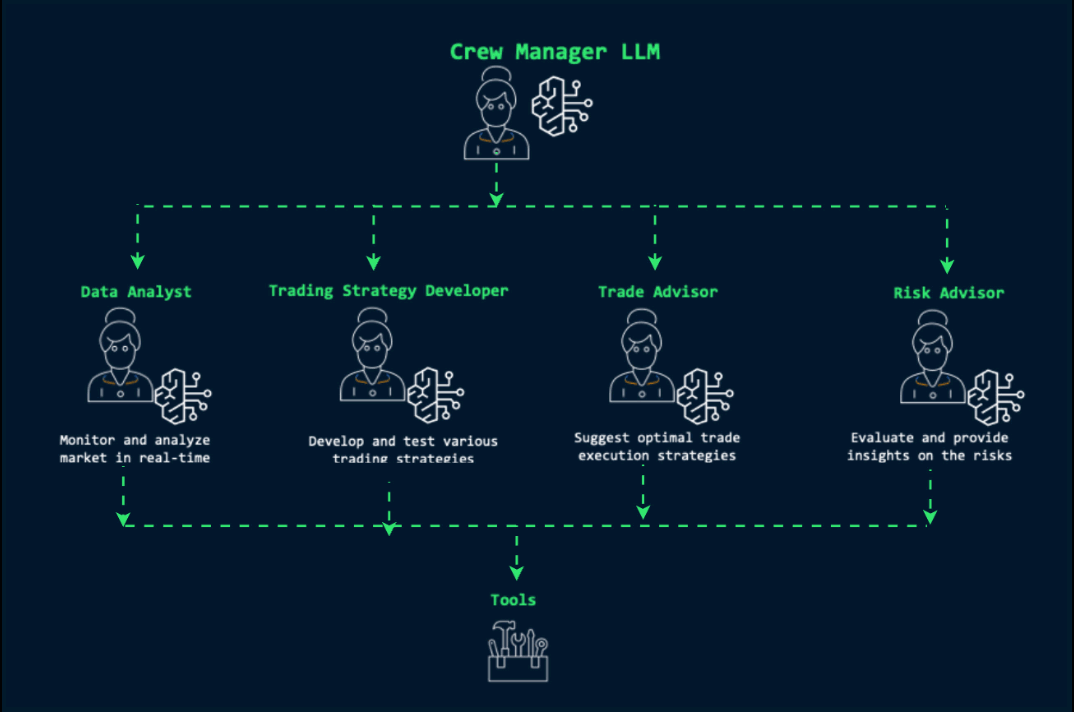 Crew Manager LLM
Data Analyst
Trading Strategy Developer
Trade Advisor
Risk Advisor
Monitor and analyze
market in real-time
Develop and test various
trading strategies
Suggest optimal trade
execution strategies
Evaluate and provide
insights on the risks
Tools